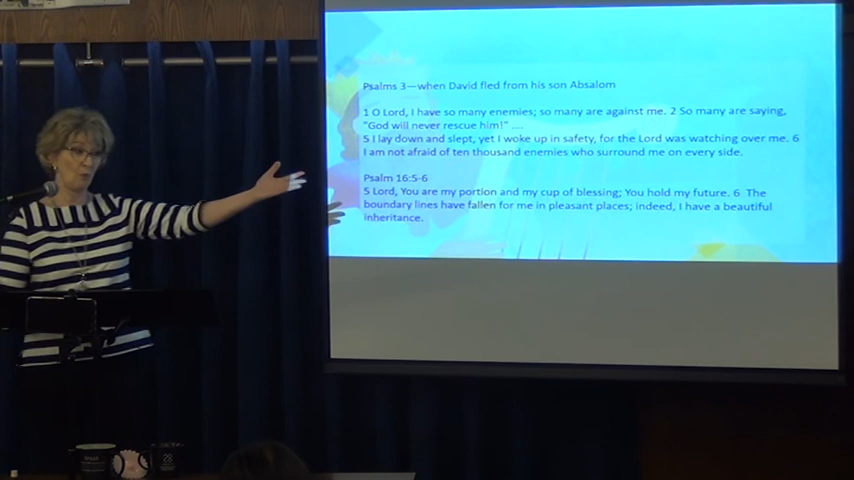 Psalms 3—when David fled from his son Absalom
1 O Lord, I have so many enemies; so many are against me. 2 So many are saying,
"God will never rescue him!" ....
5 I lay down and slept, yet I woke up in safety, for the Lord was watching over me. 6
I am not afraid of ten thousand enemies who surround me on every side.
Psalm 16:5-6
5 Lord, You are my portion and my cup of blessing; You hold my future. 6 The
boundary lines have fallen for me in pleasant places; indeed, I have a beautiful
inheritance.
28